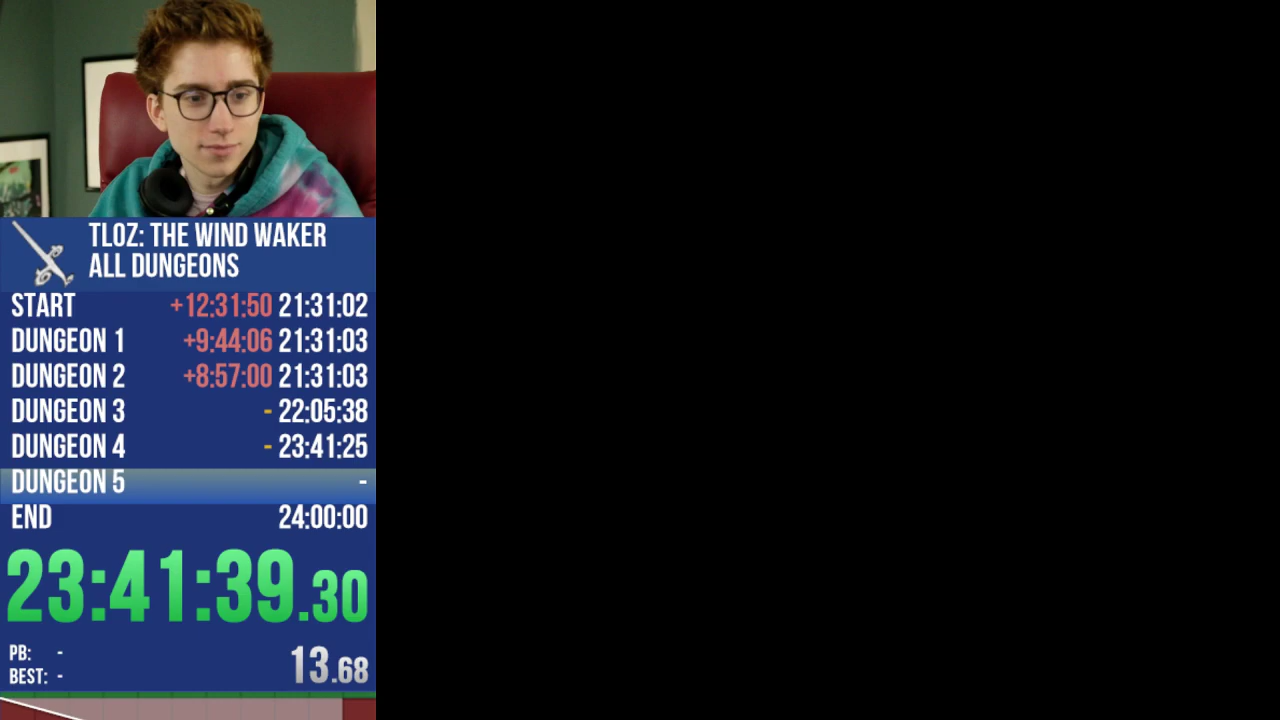 TLOZ: THE WIND WAKER
ALL DUNGEONS
START +12:31:50 21:31:02
DUNGEON 1 +9:44:06 21:31:03
DUNGEON 2 +8:57:00 21:31:03
DUNGEON 3 - 22:05:38
DUNGEON 4 - 23:41:25
DUNGEON 5 -
END 24:00:00
23:41:39.30
PB: - 13.68
BEST: -